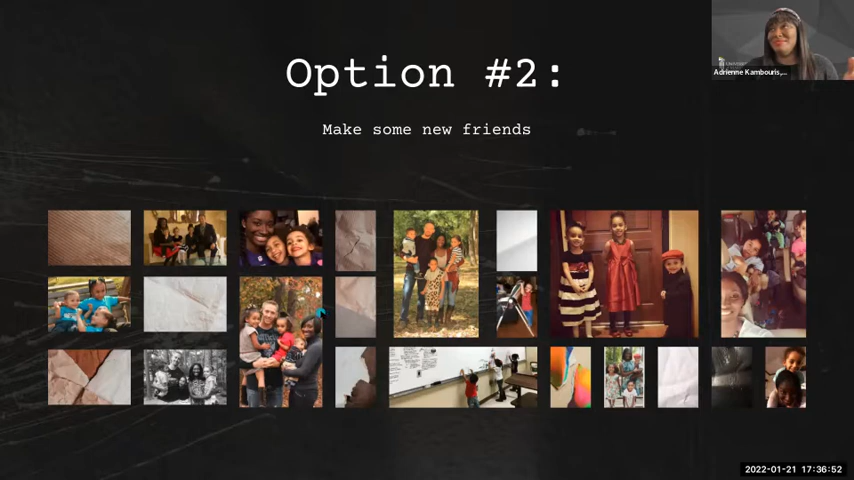 Option #2:
Make some new friends
Adrienne Kambouris,...
2022-01-21 17:36:52